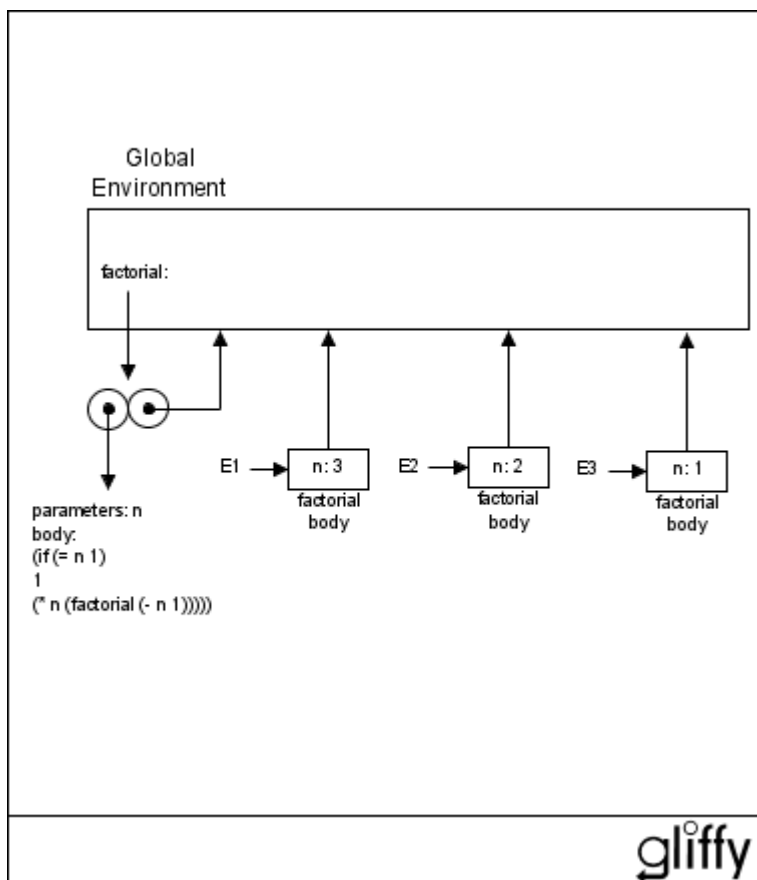 Global
Environment
factorial:
E1
n: 3
factorial
body
E2
n: 2
factorial
body
E3
n: 1
factorial
body
parameters: n
body:
(if (= n 1)
1
(* n (factorial (- n 1)))))
gliffy